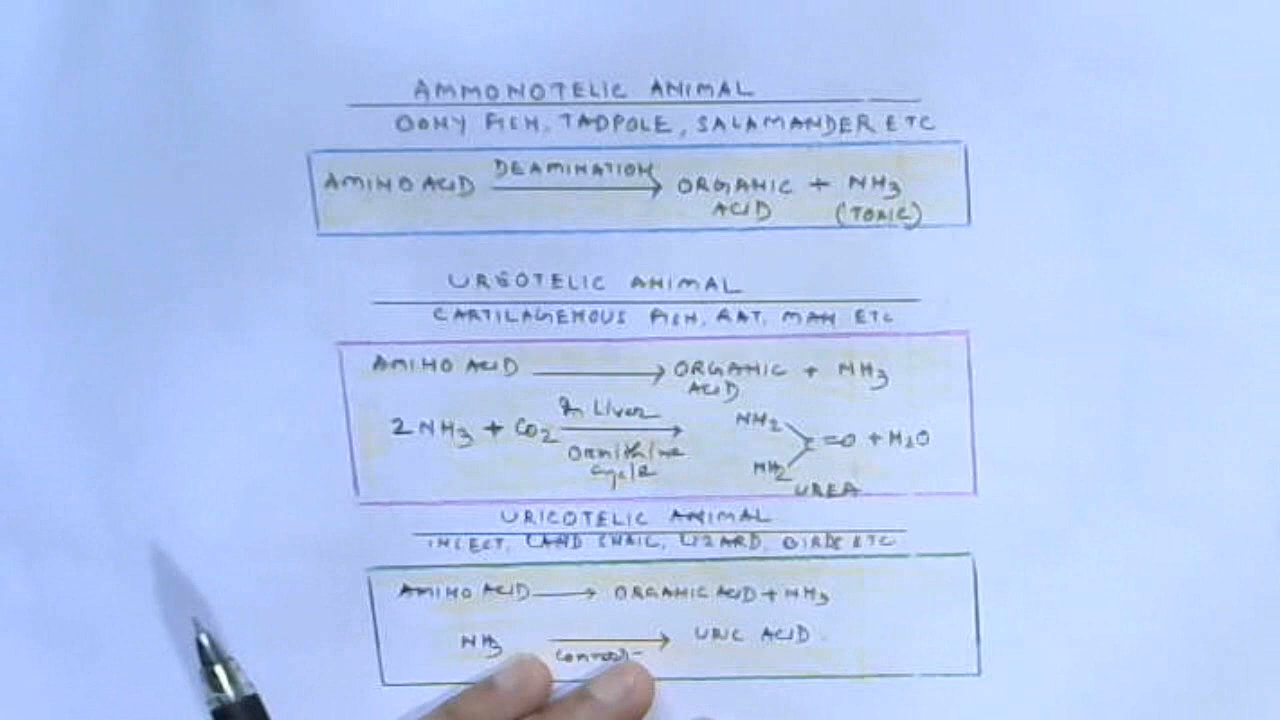 AMMONOTELIC ANIMAL
BONY FISH, TADPOLE, SALAMANDER ETC
AMINO ACID DEAMINATION ORGANIC ACID + NH3 (TOXIC)
UREOTELIC ANIMAL
CARTILAGENOUS FISH, RAT, MAN ETC
AMINO ACID ORGANIC ACID + NH3
2NH3 + CO2 In Liver Ornithine cycle NH2 NH2 C=O + H2O
UREA
URICOTELIC ANIMAL
INSECT, LAND SNAIL, LIZARD, BIRDS ETC
AMINO ACID → ORGANIC ACID + NH3
NH3 → URIC ACID